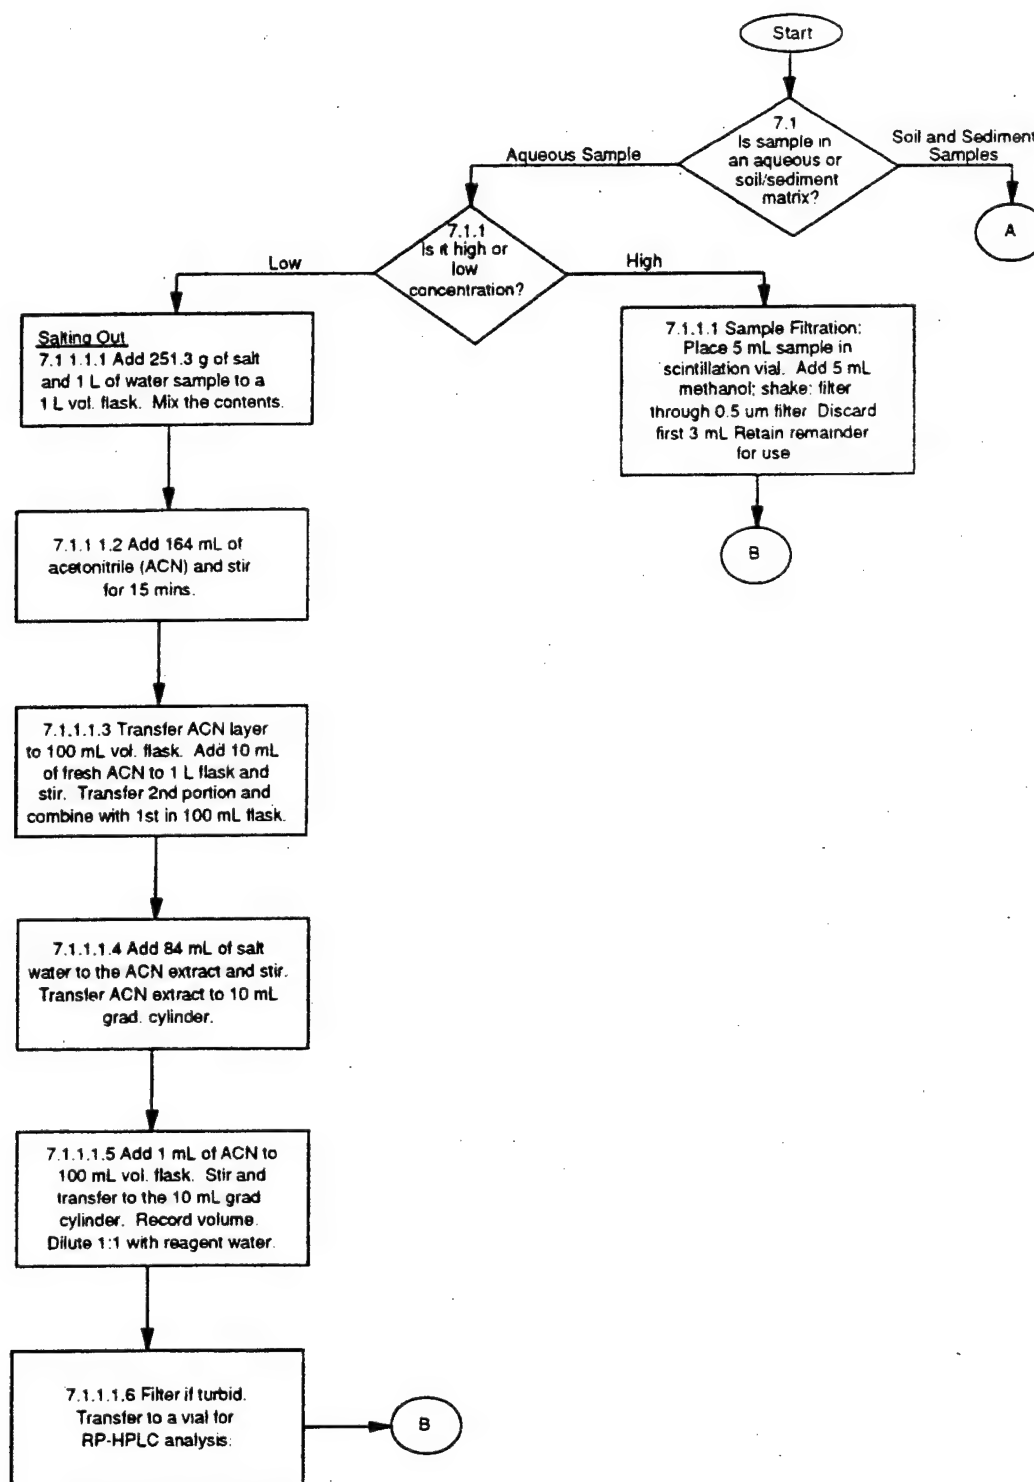 Start
7.1
Is sample in
an aqueous or
soil/sediment
matrix?
Aqueous Sample
Soil and Sediment
Samples
A
7.1.1
Is it high or
low
concentration?
Low
High
Salting Out
7.1 1.1.1 Add 251.3 g of salt
and 1 L of water sample to a
1 L vol. flask. Mix the contents.
7.1.1.1 Sample Filtration:
Place 5 mL sample in
scintillation vial. Add 5 mL
methanol; shake; filter
through 0.5 um filter Discard
first 3 mL Retain remainder
for use
B
7.1.1 1.2 Add 164 mL of
acetonitrile (ACN) and stir
for 15 mins.
7.1.1.1.3 Transfer ACN layer
to 100 mL vol. flask. Add 10 mL
of fresh ACN to 1 L flask and
stir. Transfer 2nd portion and
combine with 1st in 100 mL flask.
7.1.1.1.4 Add 84 mL of salt
water to the ACN extract and stir.
Transfer ACN extract to 10 mL
grad. cylinder.
7.1.1.1.5 Add 1 mL of ACN to
100 mL vol. flask. Stir and
transfer to the 10 mL grad
cylinder. Record volume.
Dilute 1:1 with reagent water.
7.1.1.1.6 Filter if turbid.
Transfer to a vial for
RP-HPLC analysis.
B